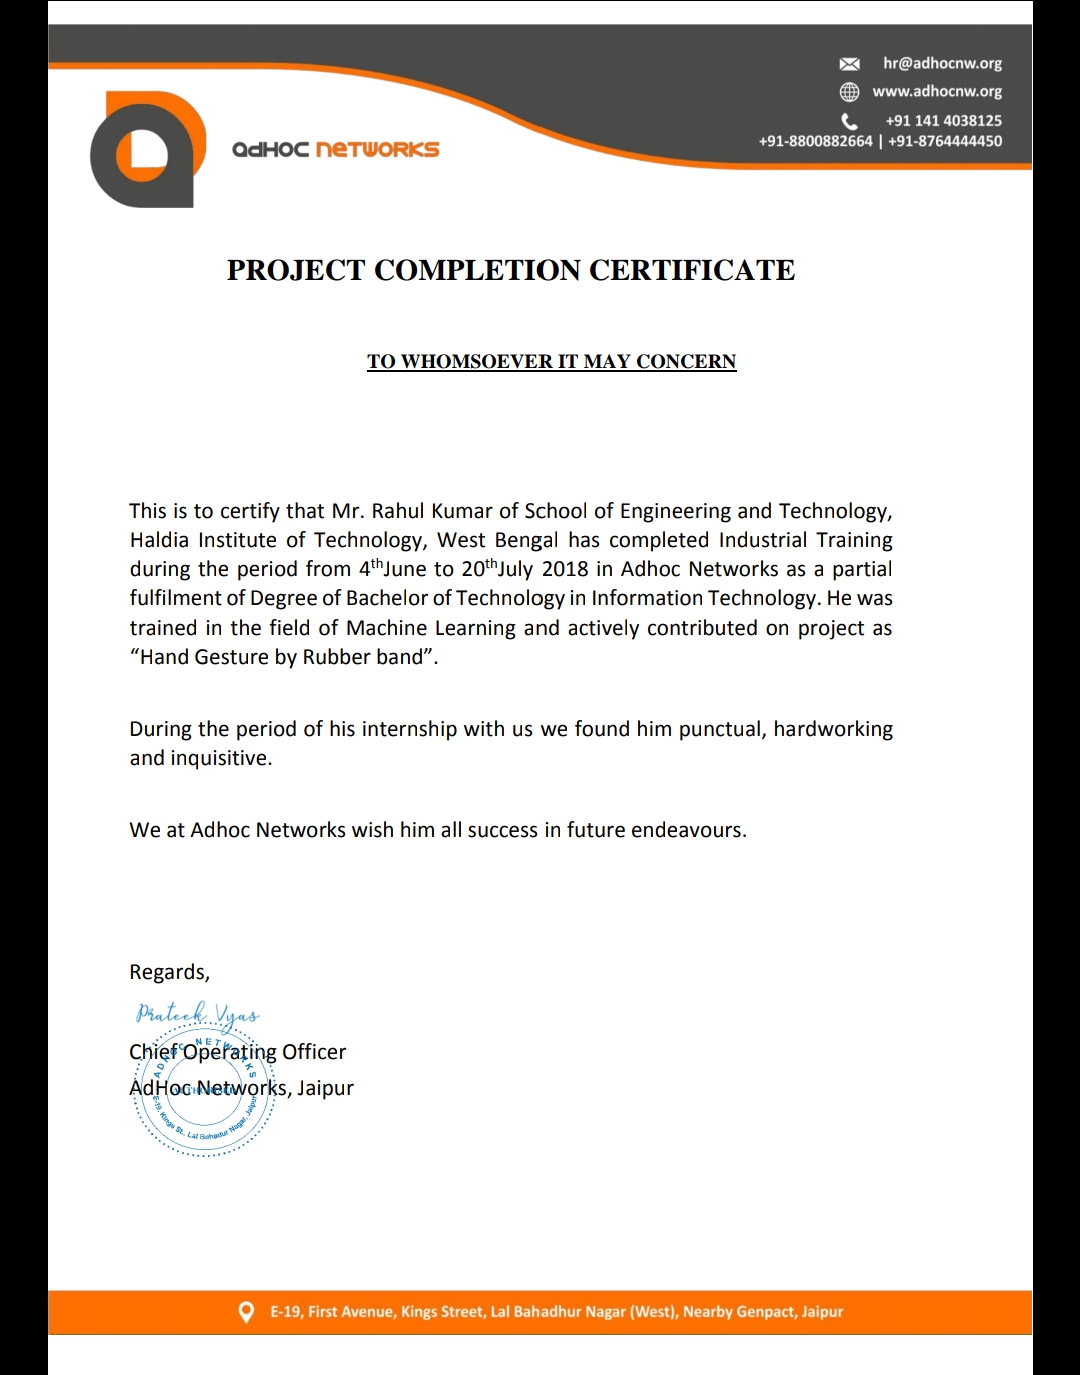 hr@adhocnw.org
www.adhocnw.org
+91 141 4038125
+91-8800882664 | +91-8764444450
adHoc networks
PROJECT COMPLETION CERTIFICATE
TO WHOMSOEVER IT MAY CONCERN
This is to certify that Mr. Rahul Kumar of School of Engineering and Technology,
Haldia Institute of Technology, West Bengal has completed Industrial Training
during the period from 4thJune to 20thJuly 2018 in Adhoc Networks as a partial
fulfilment of Degree of Bachelor of Technology in Information Technology. He was
trained in the field of Machine Learning and actively contributed on project as
“Hand Gesture by Rubber band”.
During the period of his internship with us we found him punctual, hardworking
and inquisitive.
We at Adhoc Networks wish him all success in future endeavours.
Regards,
Prateek Vyas
Chief Operating Officer
AdHoc Networks, Jaipur
ADHOC NETWORKS
E-19, Kings St., Lal Bahadur Nagar, Jaipur
E-19, First Avenue, Kings Street, Lal Bahadhur Nagar (West), Nearby Genpact, Jaipur